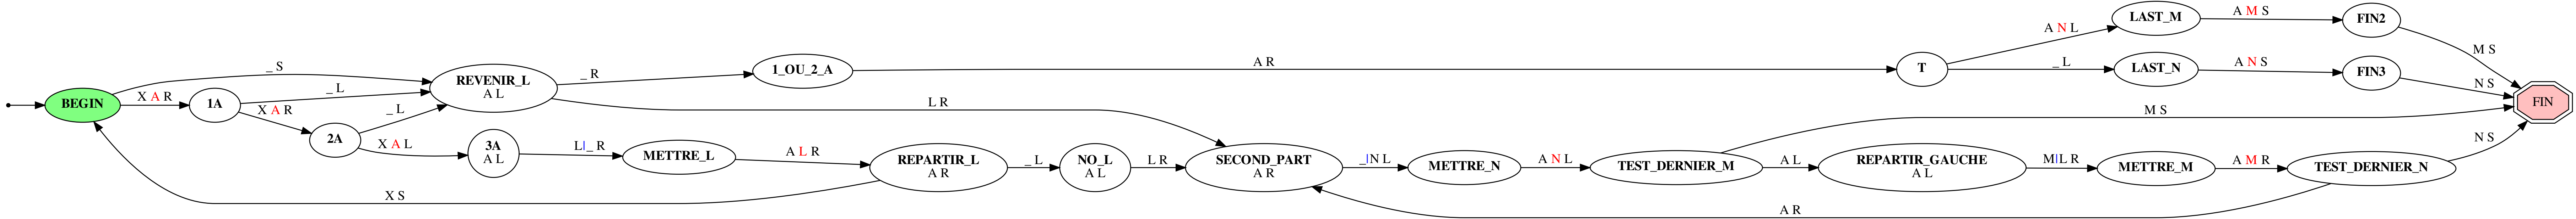 BEGIN
_ S
X A R
1A
_ L
X A R
2A
_ L
X A L
REVENIR_L
A L
_ R
L R
3A
A L
L|_ R
METTRE_L
A L R
1_OU_2_A
A R
REPARTIR_L
A R
X S
_ L
NO_L
A L
L R
SECOND_PART
A R
_|N L
METTRE_N
A N L
TEST_DERNIER_M
A L
M S
REPARTIR_GAUCHE
A L
M|L R
METTRE_M
A M R
TEST_DERNIER_N
A R
N S
T
A N L
_ L
LAST_M
A M S
FIN2
M S
LAST_N
A N S
FIN3
N S
FIN